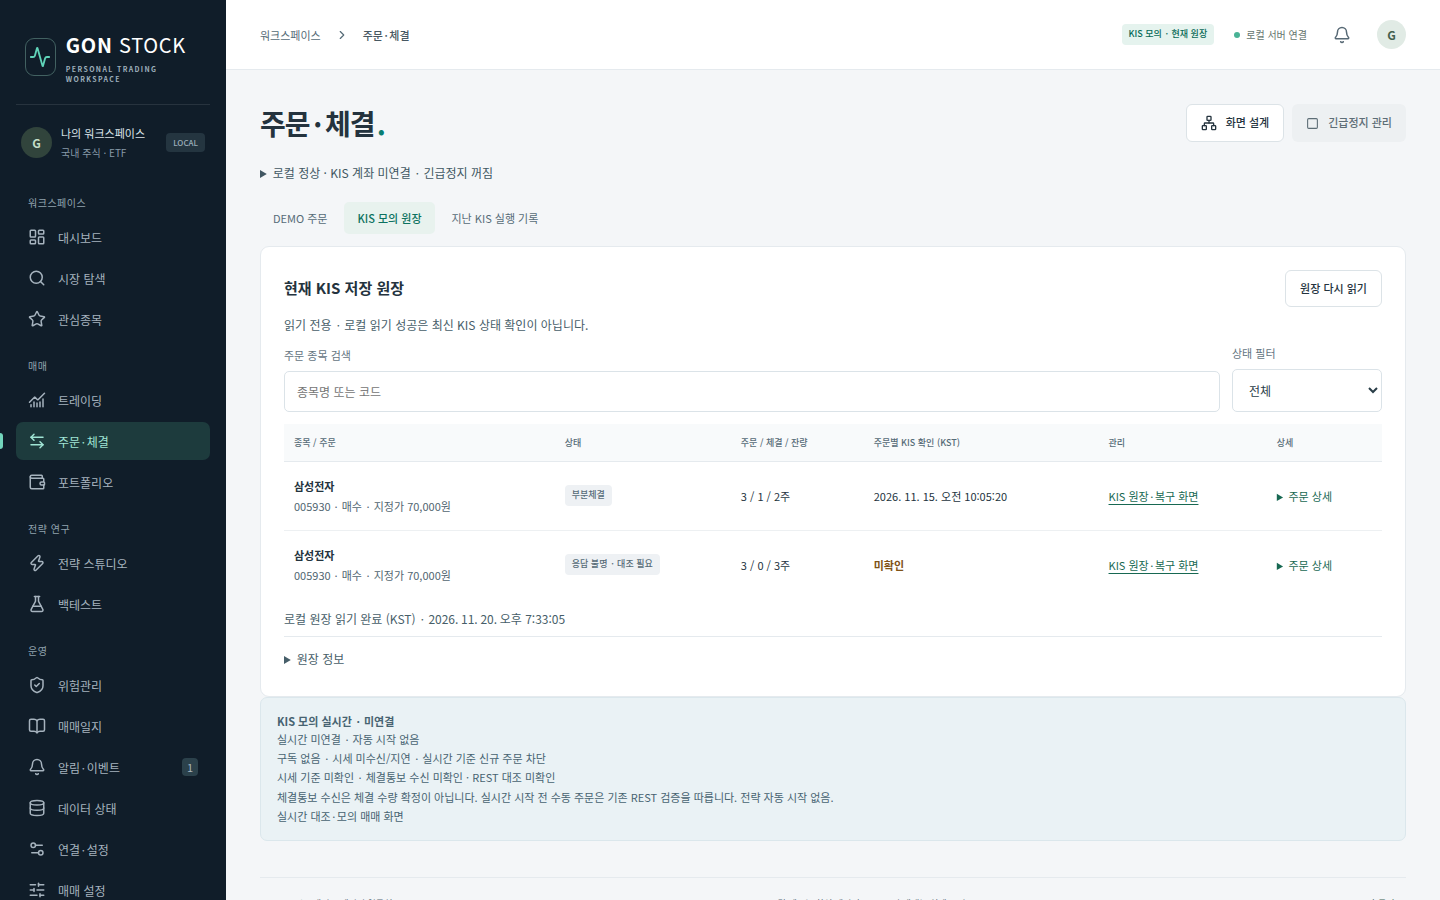 GON STOCK
PERSONAL TRADING
WORKSPACE
G
나의 워크스페이스
국내 주식 · ETF
LOCAL
워크스페이스
대시보드
시장 탐색
관심종목
매매
트레이딩
주문·체결
포트폴리오
전략 연구
전략 스튜디오
백테스트
운영
위험관리
매매일지
알림·이벤트
1
데이터 상태
연결·설정
매매 설정
워크스페이스
주문·체결
KIS 모의 · 현재 원장
로컬 서버 연결
G
주문·체결.
화면 설계
긴급정지 관리
로컬 정상 · KIS 계좌 미연결 · 긴급정지 꺼짐
DEMO 주문
KIS 모의 원장
지난 KIS 실행 기록
현재 KIS 저장 원장
원장 다시 읽기
읽기 전용 · 로컬 읽기 성공은 최신 KIS 상태 확인이 아닙니다.
주문 종목 검색
상태 필터
종목명 또는 코드
전체
종목 / 주문
상태
주문 / 체결 / 잔량
주문별 KIS 확인 (KST)
관리
상세
삼성전자
005930 · 매수 · 지정가 70,000원
부분체결
3 / 1 / 2주
2026. 11. 15. 오전 10:05:20
KIS 원장·복구 화면
주문 상세
삼성전자
005930 · 매수 · 지정가 70,000원
응답 불명 · 대조 필요
3 / 0 / 3주
미확인
KIS 원장·복구 화면
주문 상세
로컬 원장 읽기 완료 (KST) · 2026. 11. 20. 오후 7:33:05
원장 정보
KIS 모의 실시간 · 미연결
실시간 미연결 · 자동 시작 없음
구독 없음 · 시세 미수신/지연 · 실시간 기준 신규 주문 차단
시세 기준 미확인 · 체결통보 수신 미확인 · REST 대조 미확인
체결통보 수신은 체결 수량 확정이 아닙니다. 실시간 시작 전 수동 주문은 기존 REST 검증을 따릅니다. 전략 자동 시작 없음.
실시간 대조·모의 매매 화면